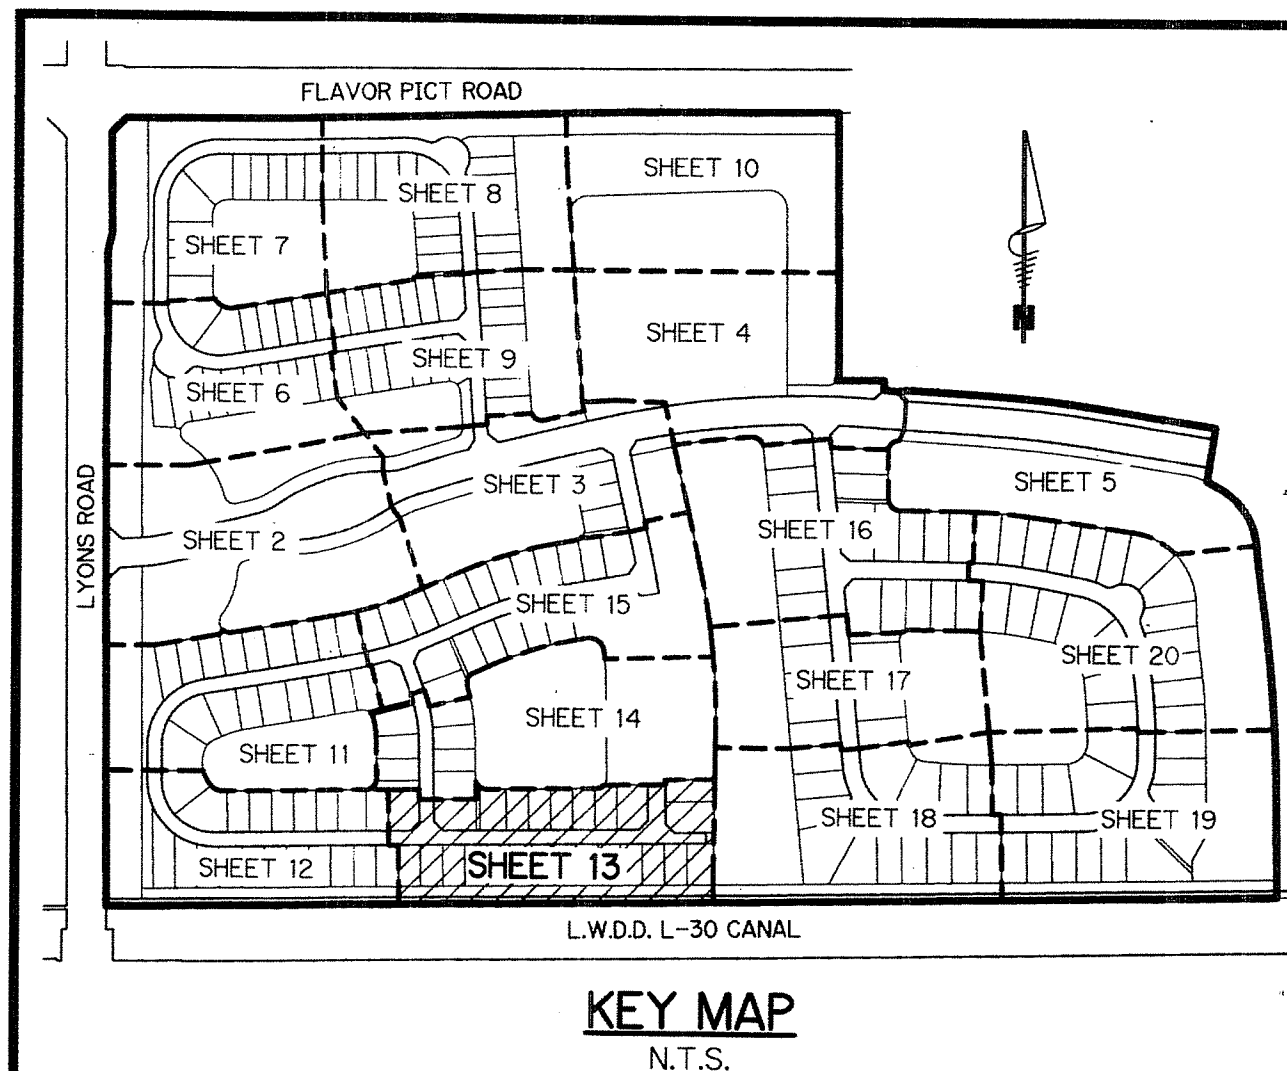 FLAVOR PICT ROAD
SHEET 10
SHEET 8
SHEET 7
SHEET 4
SHEET 9
SHEET 6
LYONS ROAD
SHEET 3
SHEET 5
SHEET 2
SHEET 16
SHEET 15
SHEET 20
SHEET 17
SHEET 14
SHEET 11
SHEET 18
SHEET 19
SHEET 12
SHEET 13
N
L.W.D.D. L-30 CANAL
KEY MAP
N.T.S.